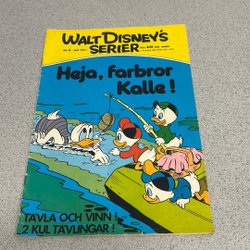 WALT DISNEY'S
SERIER
Heja, farbror
Kalle!
TÄVLA OCH VINN!
2 KUL TÄVLINGAR!